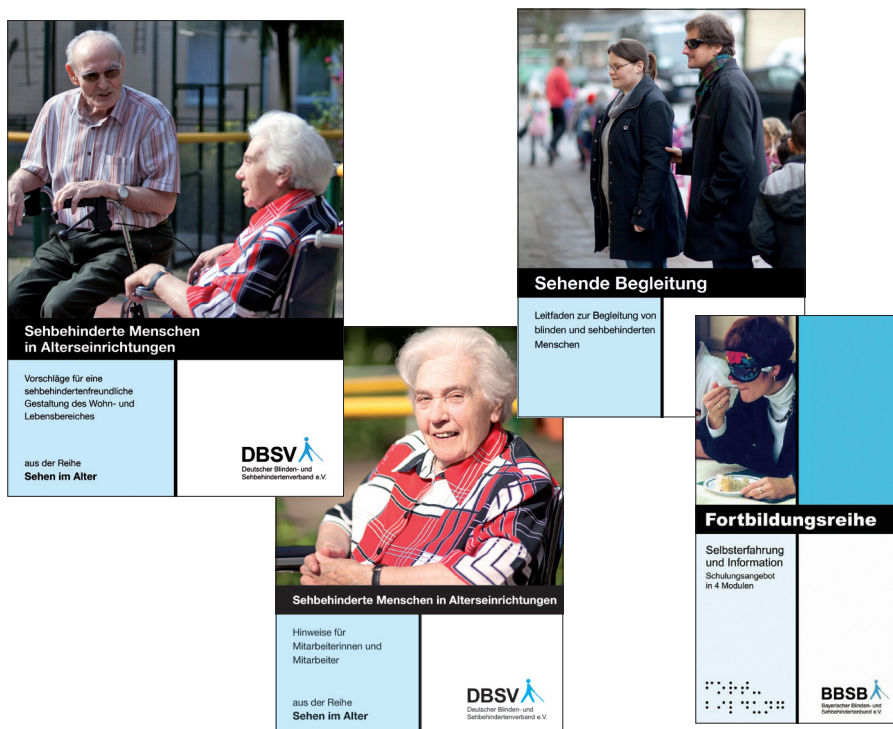 Sehbehinderte Menschen
in Alterseinrichtungen
Vorschläge für eine
sehbehindertenfreundliche
Gestaltung des Wohn- und
Lebensbereiches
aus der Reihe
Sehen im Alter
DBSV
Deutscher Blinden- und
Sehbehindertenverband e.V.
Sehende Begleitung
Leitfaden zur Begleitung von
blinden und sehbehinderten
Menschen
Sehbehinderte Menschen in Alterseinrichtungen
Hinweise für
Mitarbeiterinnen und
Mitarbeiter
aus der Reihe
Sehen im Alter
DBSV
Deutscher Blinden- und
Sehbehindertenverband e.V.
Fortbildungsreihe
Selbsterfahrung
und Information
Schulungsangebot
in 4 Modulen
BBSB
Bayerischer Blinden- und
Sehbehindertenbund e.V.